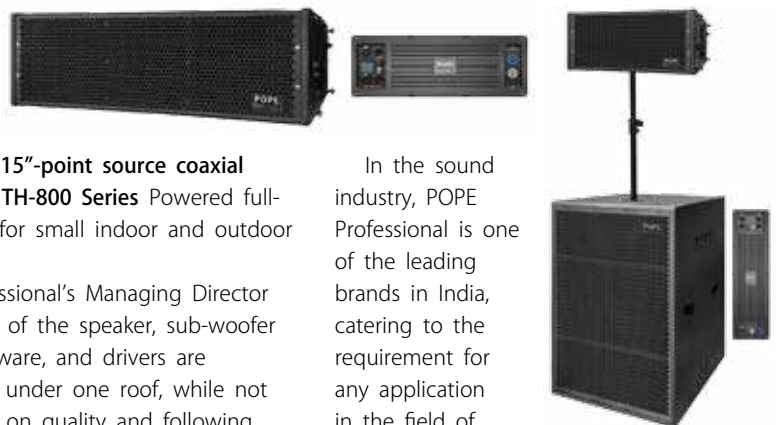 POPE
15”-point source coaxial
TH-800 Series Powered full-
for small indoor and outdoor
ssional’s Managing Director
of the speaker, sub-woofer
ware, and drivers are
under one roof, while not
on quality and following
In the sound
industry, POPE
Professional is one
of the leading
brands in India,
catering to the
requirement for
any application
in the field of